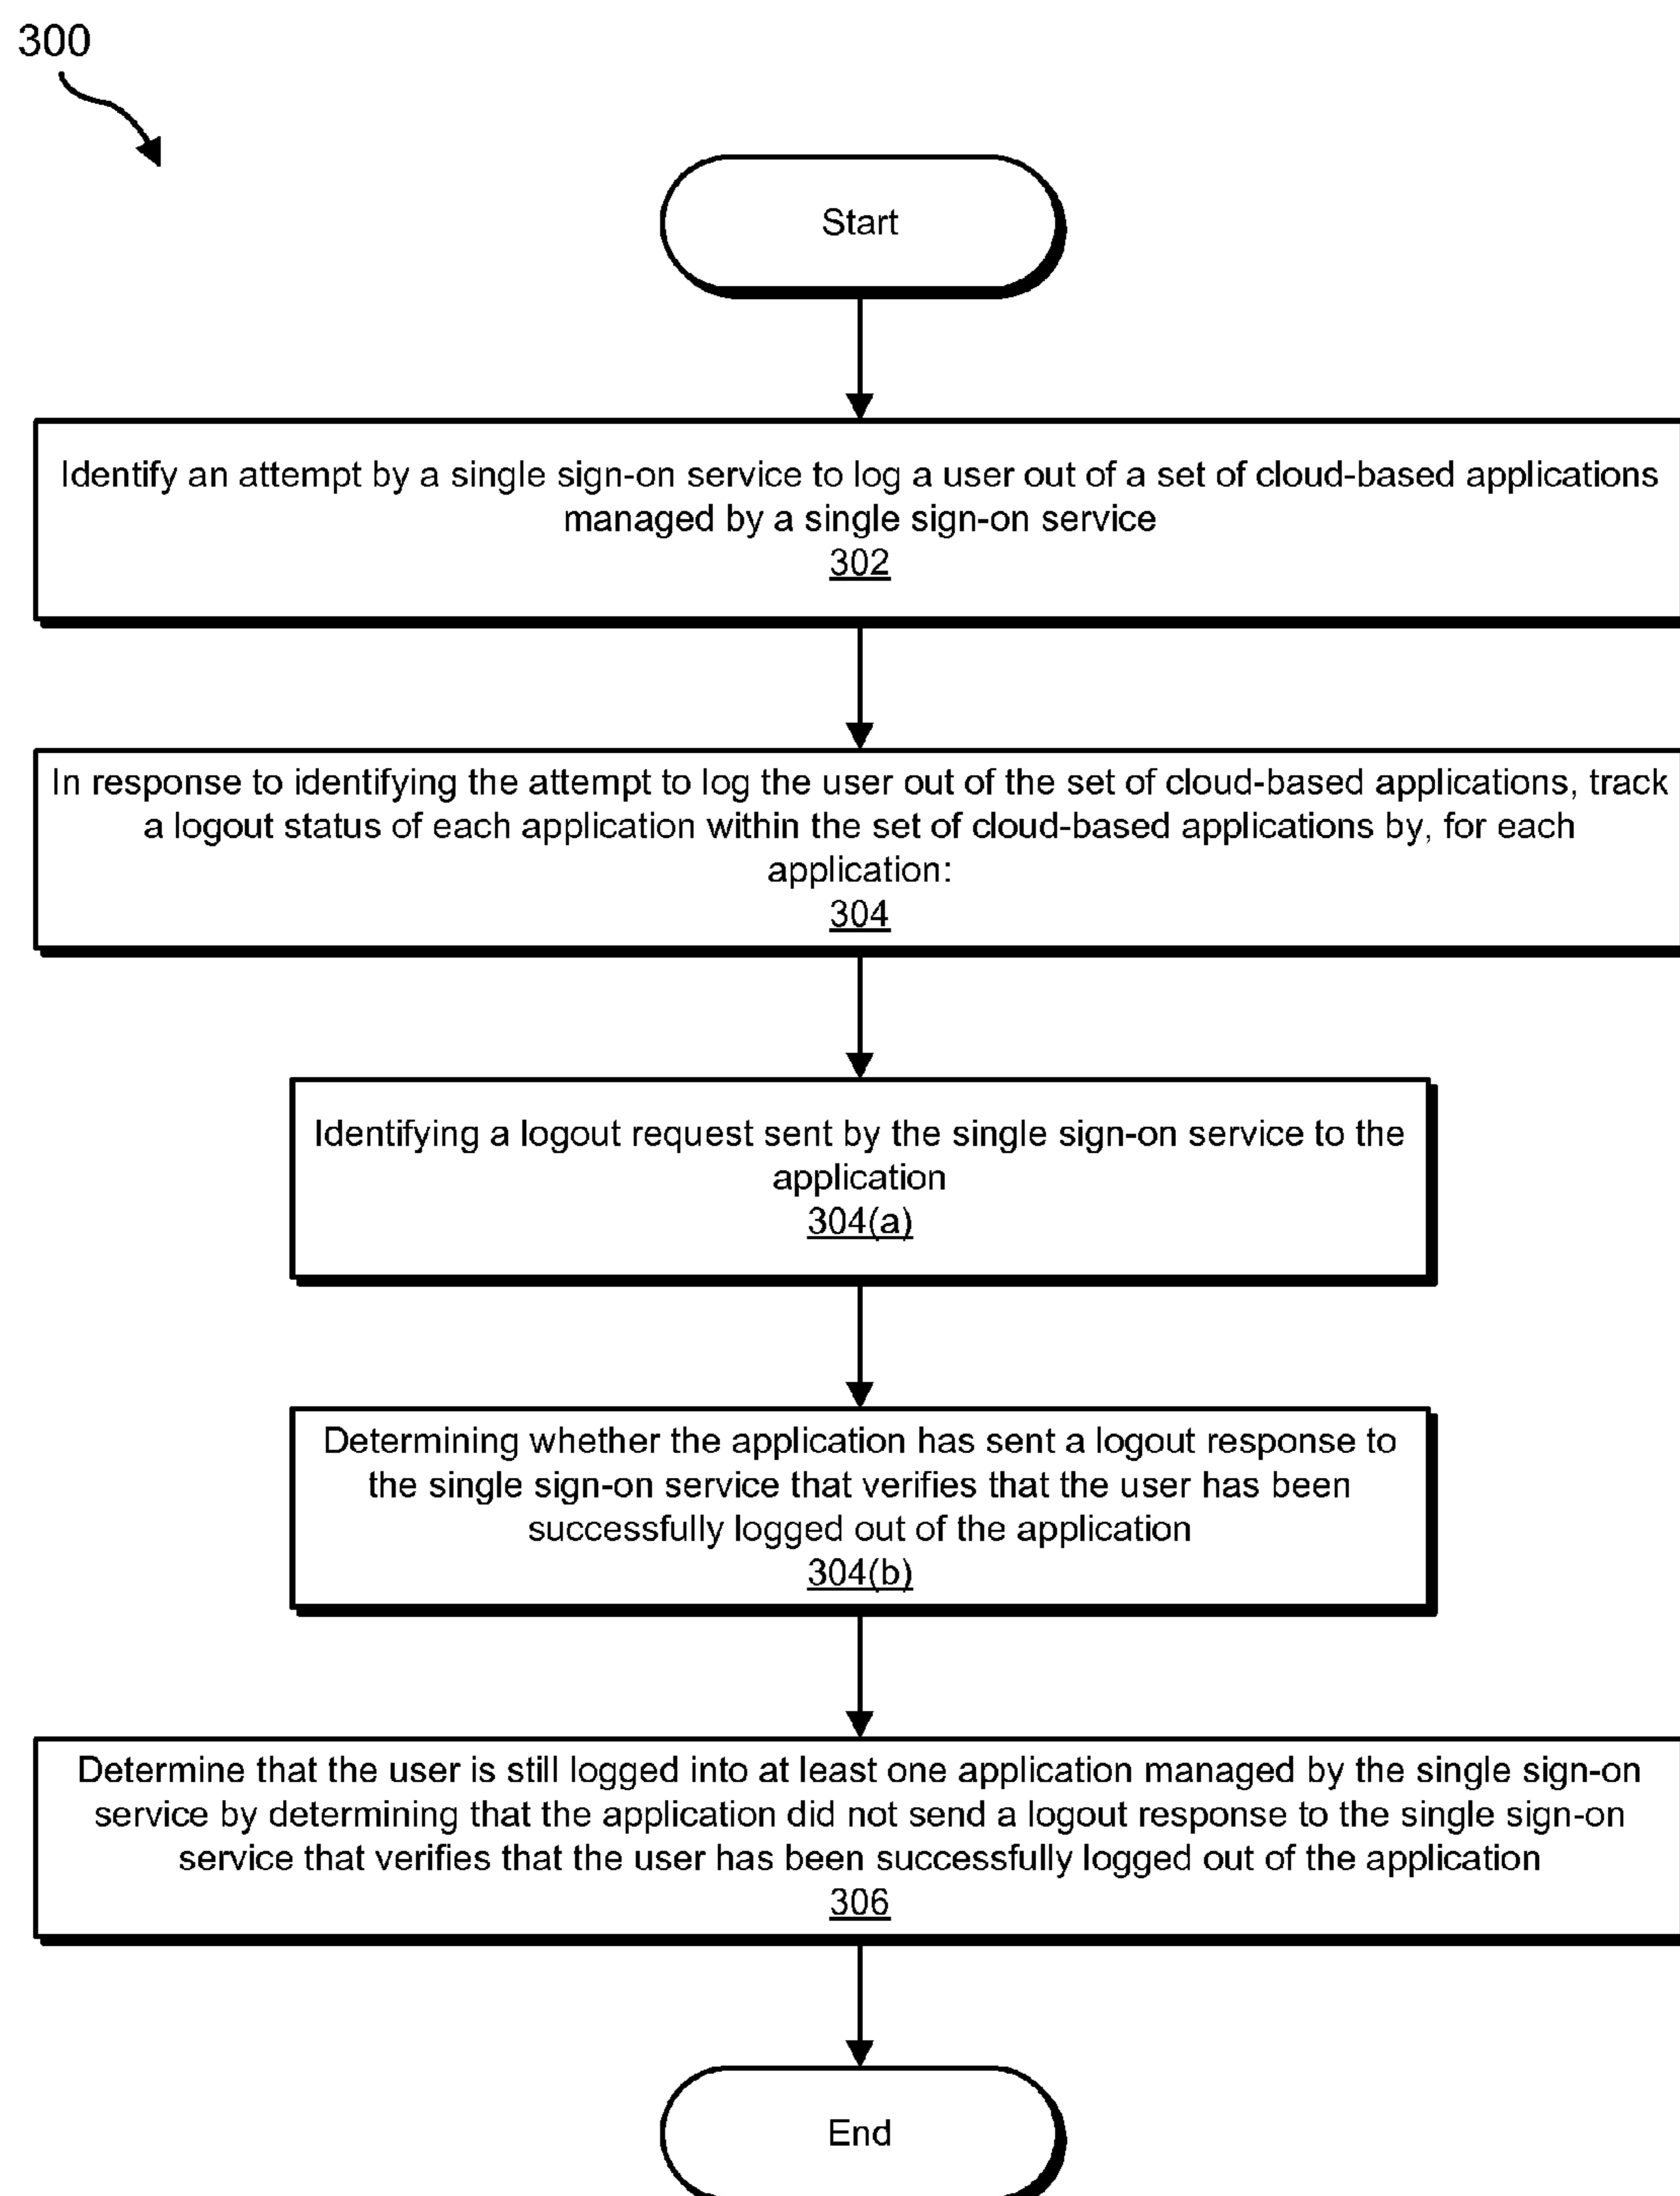 300
Start
Identify an attempt by a single sign-on service to log a user out of a set of cloud-based applications
managed by a single sign-on service
302
In response to identifying the attempt to log the user out of the set of cloud-based applications, track
a logout status of each application within the set of cloud-based applications by, for each
application:
304
Identifying a logout request sent by the single sign-on service to the
application
304(a)
Determining whether the application has sent a logout response to
the single sign-on service that verifies that the user has been
successfully logged out of the application
304(b)
Determine that the user is still logged into at least one application managed by the single sign-on
service by determining that the application did not send a logout response to the single sign-on
service that verifies that the user has been successfully logged out of the application
306
End